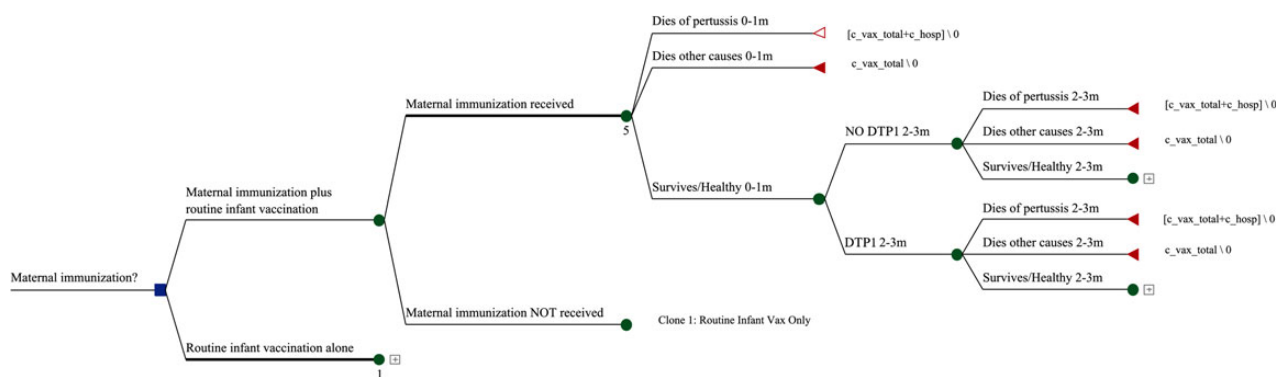 Dies of pertussis 0-1m
[c_vax_total+c_hosp] \ 0
Dies other causes 0-1m
c_vax_total \ 0
Maternal immunization received
5
Dies of pertussis 2-3m
[c_vax_total+c_hosp] \ 0
NO DTP1 2-3m
Dies other causes 2-3m
c_vax_total \ 0
Survives/Healthy 2-3m
Survives/Healthy 0-1m
Maternal immunization plus
routine infant vaccination
Dies of pertussis 2-3m
[c_vax_total+c_hosp] \ 0
DTP1 2-3m
Dies other causes 2-3m
c_vax_total \ 0
Survives/Healthy 2-3m
Maternal immunization?
Maternal immunization NOT received
Clone 1: Routine Infant Vax Only
Routine infant vaccination alone
1